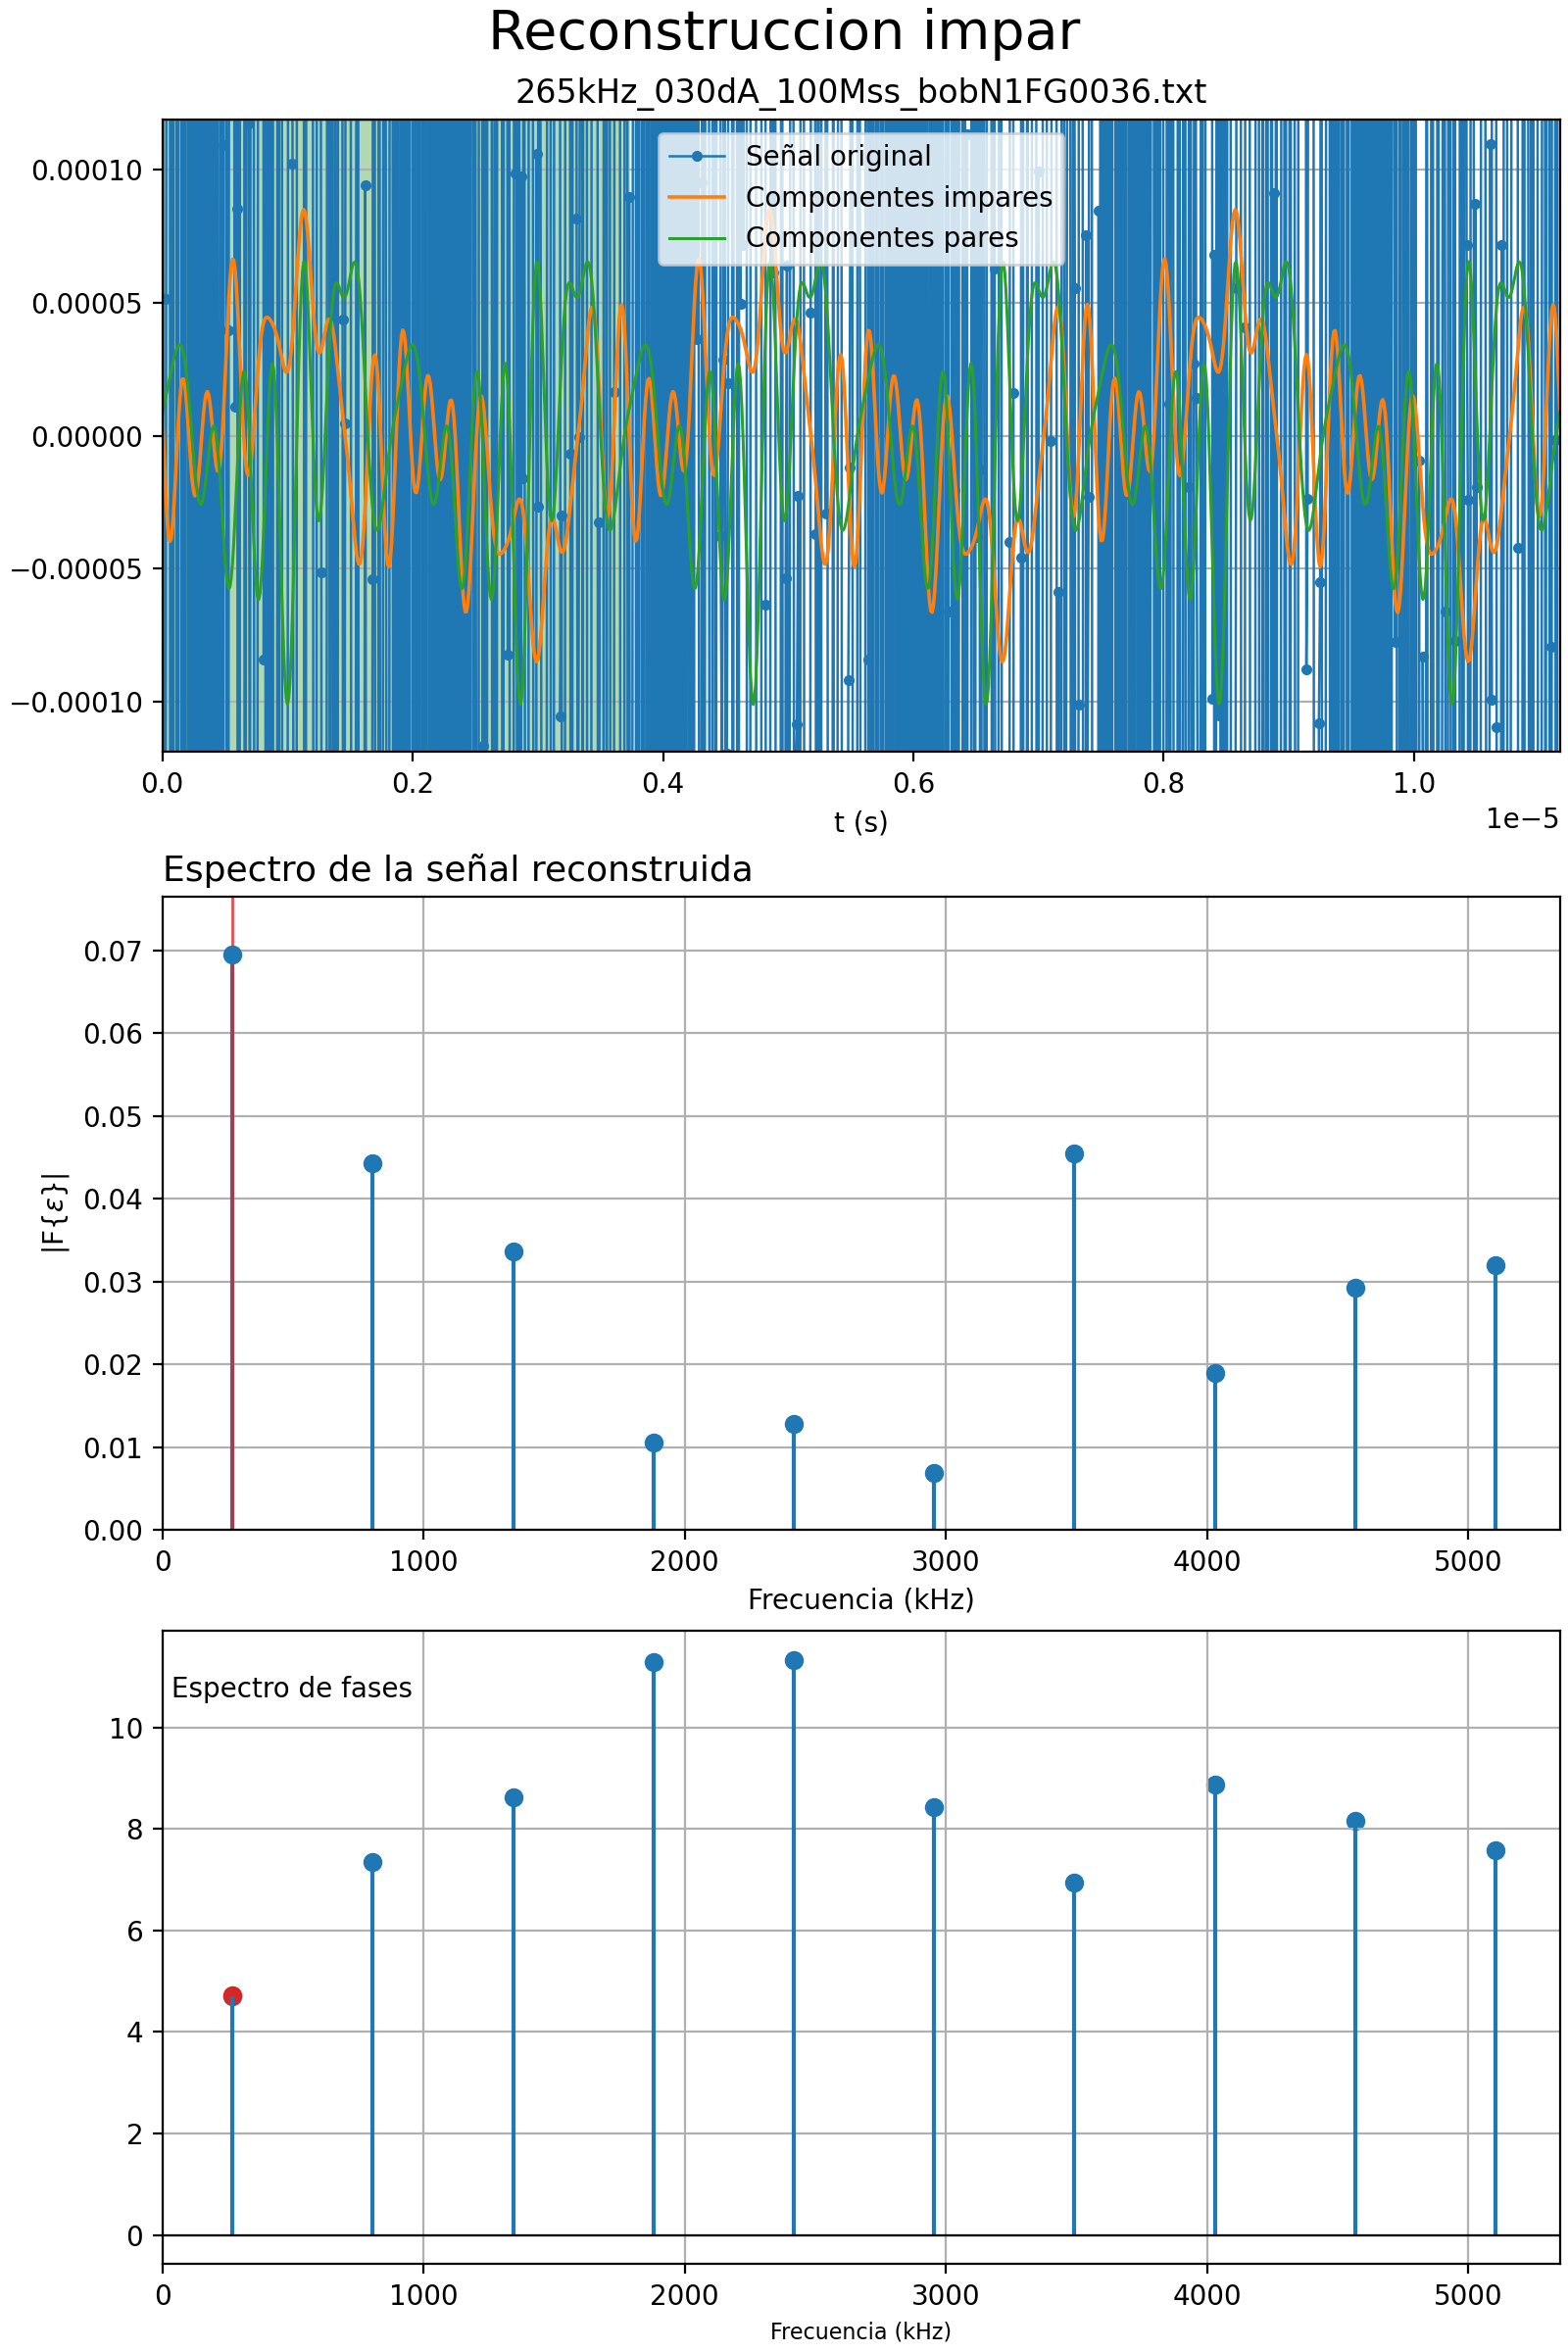 Reconstruccion impar
265kHz_030dA_100Mss_bobN1FG0036.txt
Señal original
Componentes impares
Componentes pares
0.00010
0.00005
0.00000
−0.00005
−0.00010
0.0 0.2 0.4 0.6 0.8 1.0
1e−5
t (s)
Espectro de la señal reconstruida
0.07
0.06
0.05
0.04
0.03
0.02
0.01
0.00
|F{ε}|
0 1000 2000 3000 4000 5000
Frecuencia (kHz)
Espectro de fases
10
8
6
4
2
0
0 1000 2000 3000 4000 5000
Frecuencia (kHz)